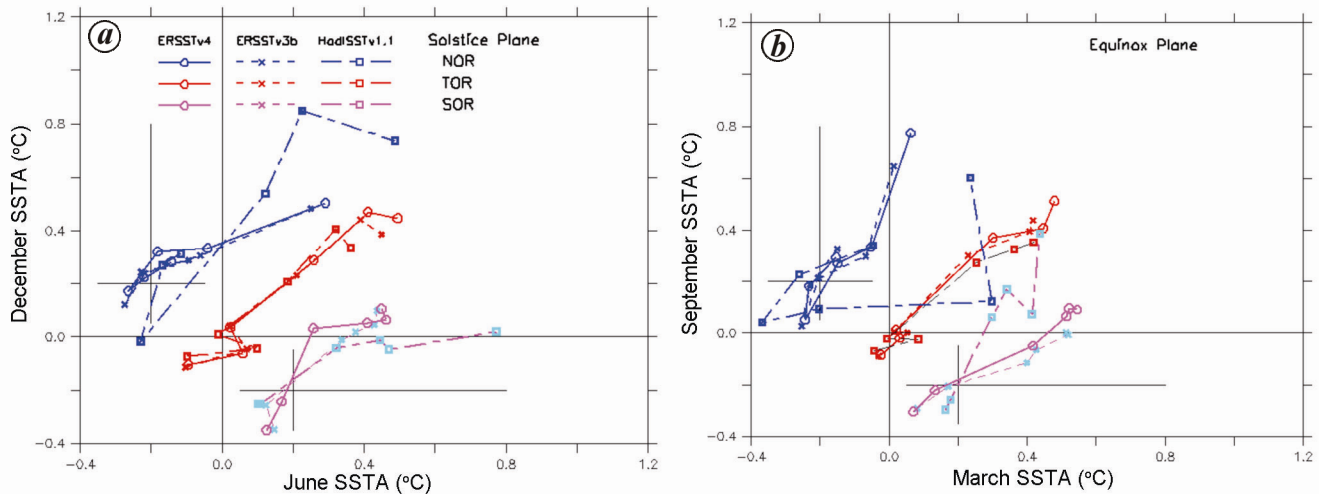 a
ERSSTv4 ERSSTv3b HadISSTv1.1 Solstice Plane
NOR
TOR
SOR
1.2
0.8
0.4
0.0
−0.4
December SSTA (°C)
−0.4 0.0 0.4 0.8 1.2
June SSTA (°C)
b
Equinox Plane
1.2
0.8
0.4
0.0
−0.4
September SSTA (°C)
−0.4 0.0 0.4 0.8 1.2
March SSTA (°C)